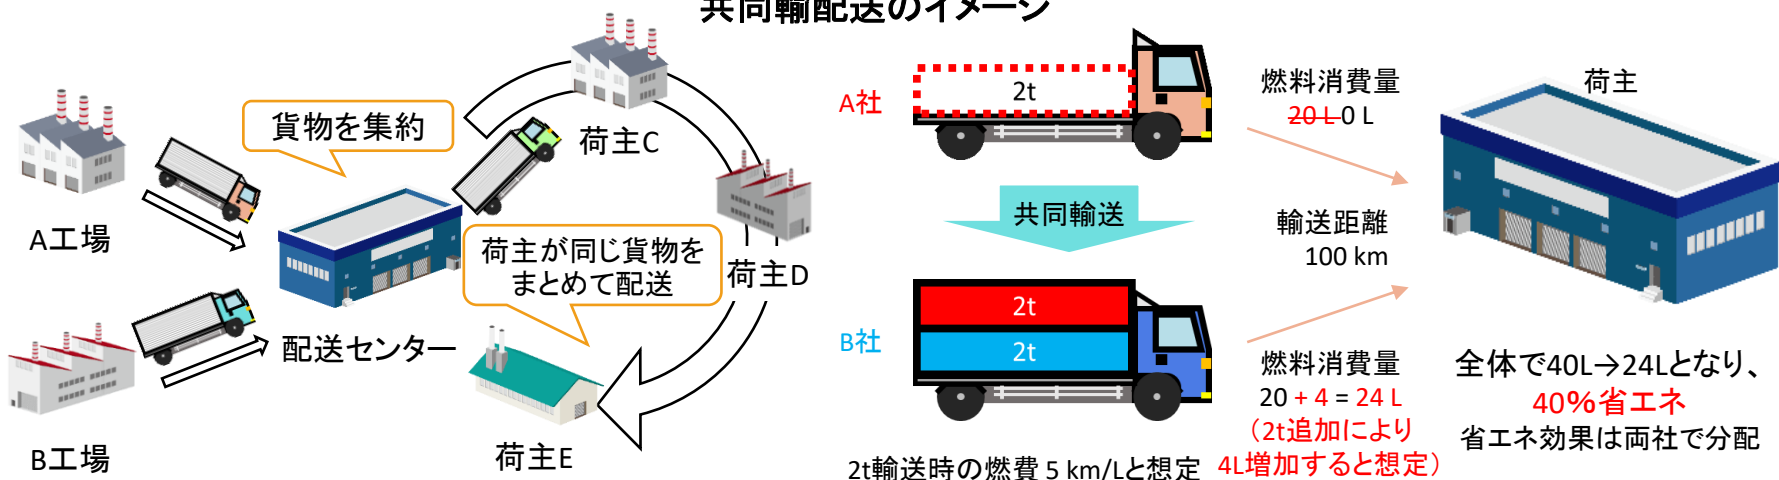 共同輸配送のイメージ
貨物を集約
荷主C
A工場
荷主が同じ貨物を
まとめて配送
荷主D
配送センター
B工場
荷主E
A社
2t
共同輸送
B社
2t
2t
2t輸送時の燃費 5 km/Lと想定
燃料消費量
20 L 0 L
輸送距離
100 km
燃料消費量
20 + 4 = 24 L
（2t追加により
4L増加すると想定）
荷主
全体で40L→24Lとなり、
40%省エネ
省エネ効果は両社で分配